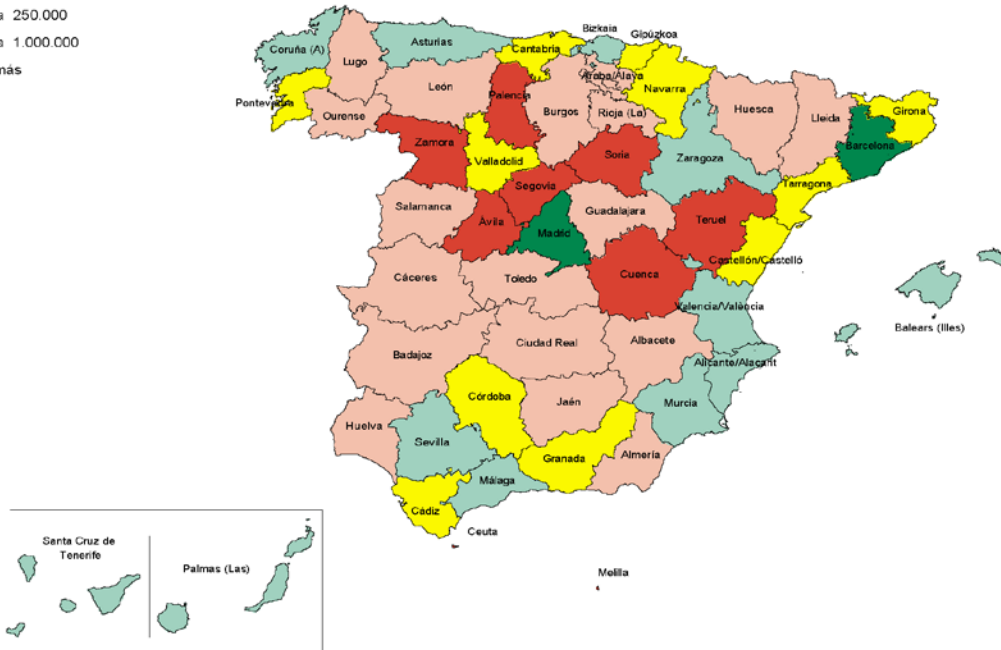 a 250.000
a 1.000.000
más
Coruña (A)
Lugo
Asturias
Cantabria
Bizkaia
Gipúzkoa
Pontevedra
Ourense
León
Palencia
Burgos
Araba/Alava
Rioja (La)
Navarra
Huesca
Lleida
Girona
Barcelona
Zamora
Valladolid
Soria
Zaragoza
Tarragona
Segovia
Salamanca
Ávila
Madrid
Guadalajara
Teruel
Castellón/Castelló
Cáceres
Toledo
Cuenca
Valencia/València
Balears (Illes)
Badajoz
Ciudad Real
Albacete
Alicante/Alacant
Huelva
Córdoba
Jaén
Murcia
Sevilla
Granada
Almería
Málaga
Cádiz
Ceuta
Melilla
Santa Cruz de
Tenerife
Palmas (Las)